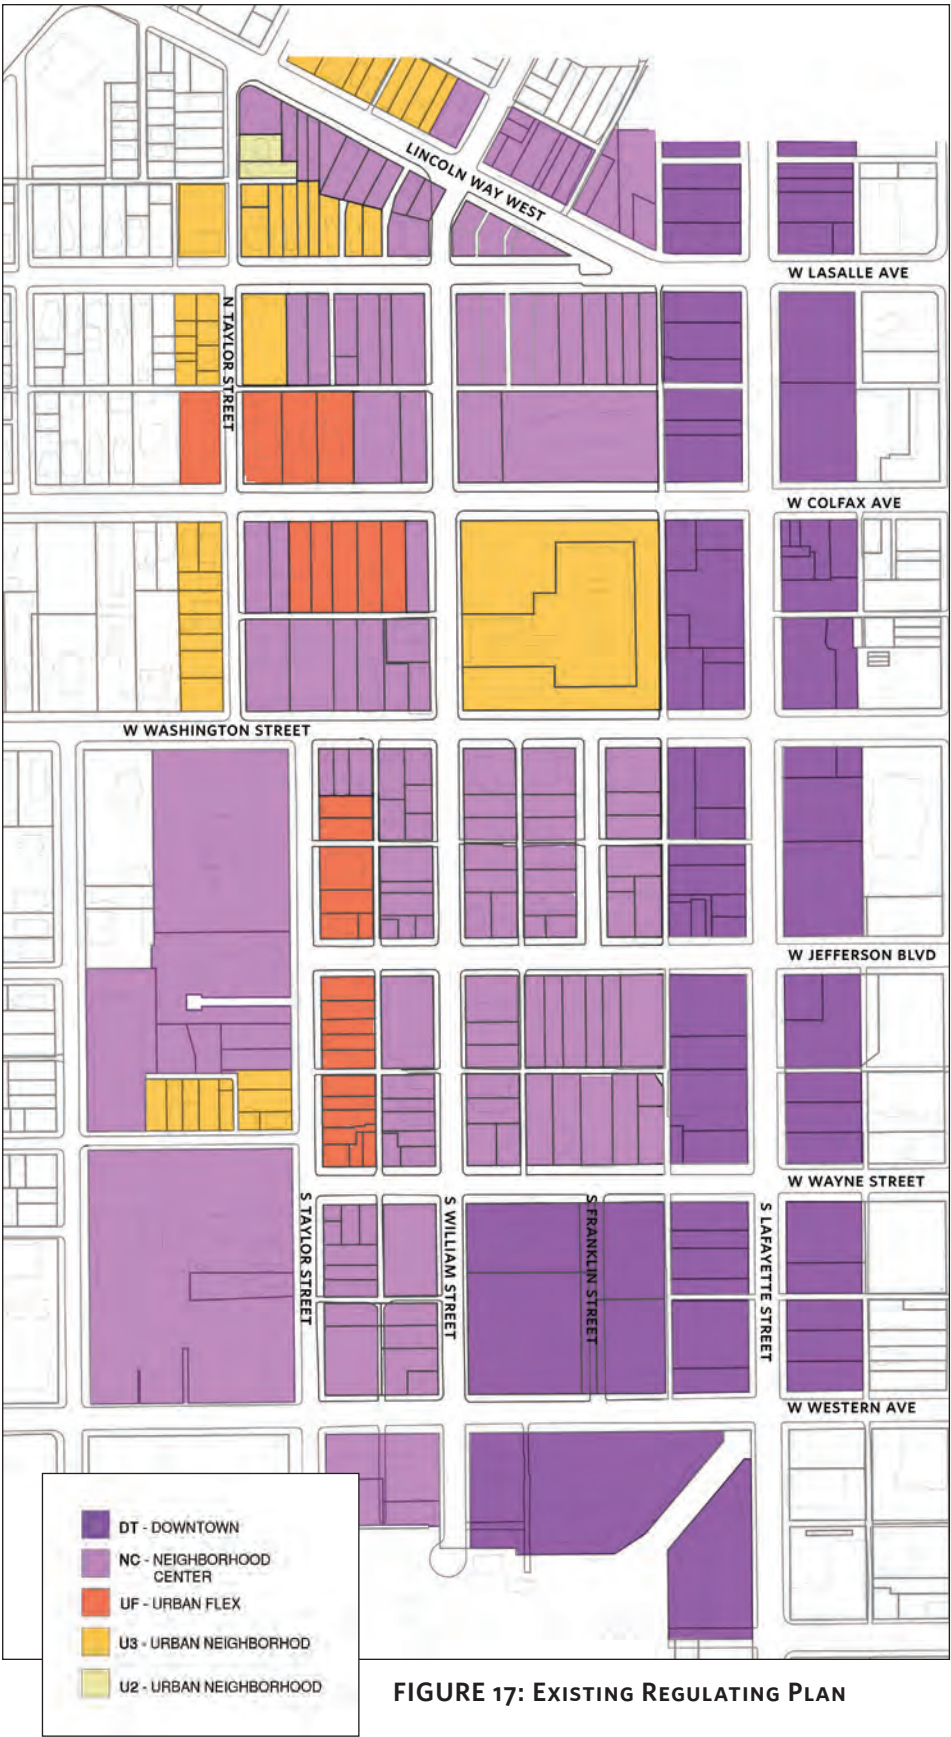 LINCOLN WAY WEST
W LASALLE AVE
N TAYLOR STREET
W COLFAX AVE
W WASHINGTON STREET
W JEFFERSON BLVD
W WAYNE STREET
S TAYLOR STREET
S WILLIAM STREET
S FRANKLIN STREET
S LAFAYETTE STREET
W WESTERN AVE
DT - DOWNTOWN
NC - NEIGHBORHOOD
CENTER
UF - URBAN FLEX
U3 - URBAN NEIGHBORHOD
U2 - URBAN NEIGHBORHOOD
FIGURE 17: EXISTING REGULATING PLAN